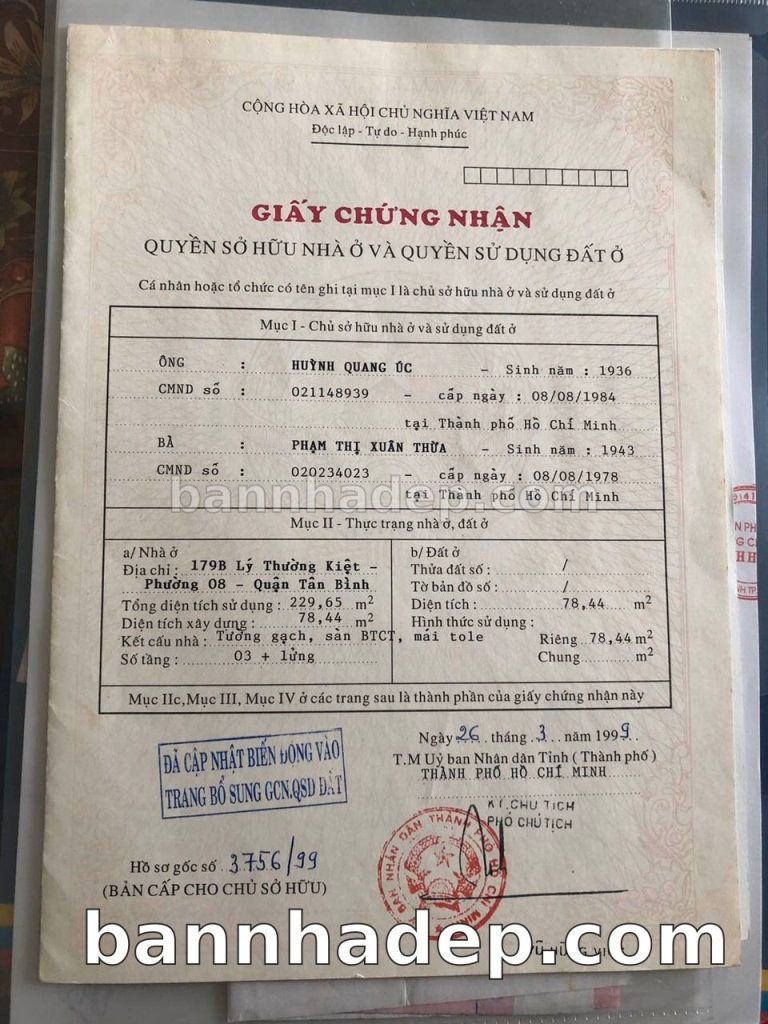 CỘNG HÒA XÃ HỘI CHỦ NGHĨA VIỆT NAM
Độc lập - Tự do - Hạnh phúc
GIẤY CHỨNG NHẬN
QUYỀN SỞ HỮU NHÀ Ở VÀ QUYỀN SỬ DỤNG ĐẤT Ở
Cá nhân hoặc tổ chức có tên ghi tại mục I là chủ sở hữu nhà ở và sử dụng đất ở
Mục I - Chủ sở hữu nhà ở và sử dụng đất ở
ÔNG : HUỲNH QUANG ÚC - Sinh năm : 1936
CMND số : 021148939 - cấp ngày : 08/08/1984
tại Thành phố Hồ Chí Minh
BÀ : PHẠM THỊ XUÂN THỪA - Sinh năm : 1943
CMND số : 020234023 - cấp ngày : 08/08/1978
tại Thành phố Hồ Chí Minh
bannhadep.com
Mục II - Thực trạng nhà ở, đất ở
a/ Nhà ở
Địa chỉ : 179B Lý Thường Kiệt -
Phường 08 - Quận Tân Bình
Tổng diện tích sử dụng : 229,65 m²
Diện tích xây dựng : 78,44 m²
Kết cấu nhà : Tường gạch, sàn BTCT, mái tole
Số tầng : 03 + lửng
b/ Đất ở
Thửa đất số : /
Tờ bản đồ số : /
Diện tích : 78,44 m²
Hình thức sử dụng :
Riêng 78,44 m²
Chung m²
Mục IIc,Mục III, Mục IV ở các trang sau là thành phần của giấy chứng nhận này
Ngày 26 tháng 3 năm 1999
T.M Uỷ ban Nhân dân Tỉnh ( Thành phố )
THÀNH PHỐ HỒ CHÍ MINH
KT.CHỦ TỊCH
PHÓ CHỦ TỊCH
ĐÃ CẬP NHẬT BIẾN ĐỘNG VÀO
TRANG BỔ SUNG GCN.QSD ĐẤT
BAN NHÂN DÂN THÀNH PHỐ HỒ CHÍ MINH
Hồ sơ gốc số 3756/99
(BẢN CẤP CHO CHỦ SỞ HỮU)
bannhadep.com
VŨ HÙNG VI